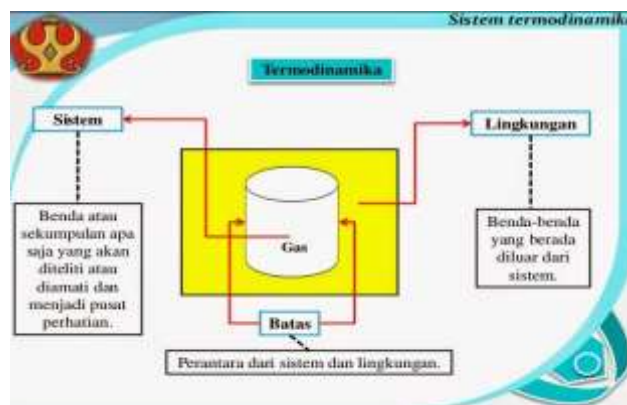 Sistem termodinamik
Termodinamika
Sistem
Lingkungan
Benda atau
sekumpulan apa
saja yang akan
diteliti atau
diamati dan
menjadi pusat
perhatian.
Gas
Benda-benda
yang berada
diluar dari
sistem.
Batas
Perantara dari sistem dan lingkungan.